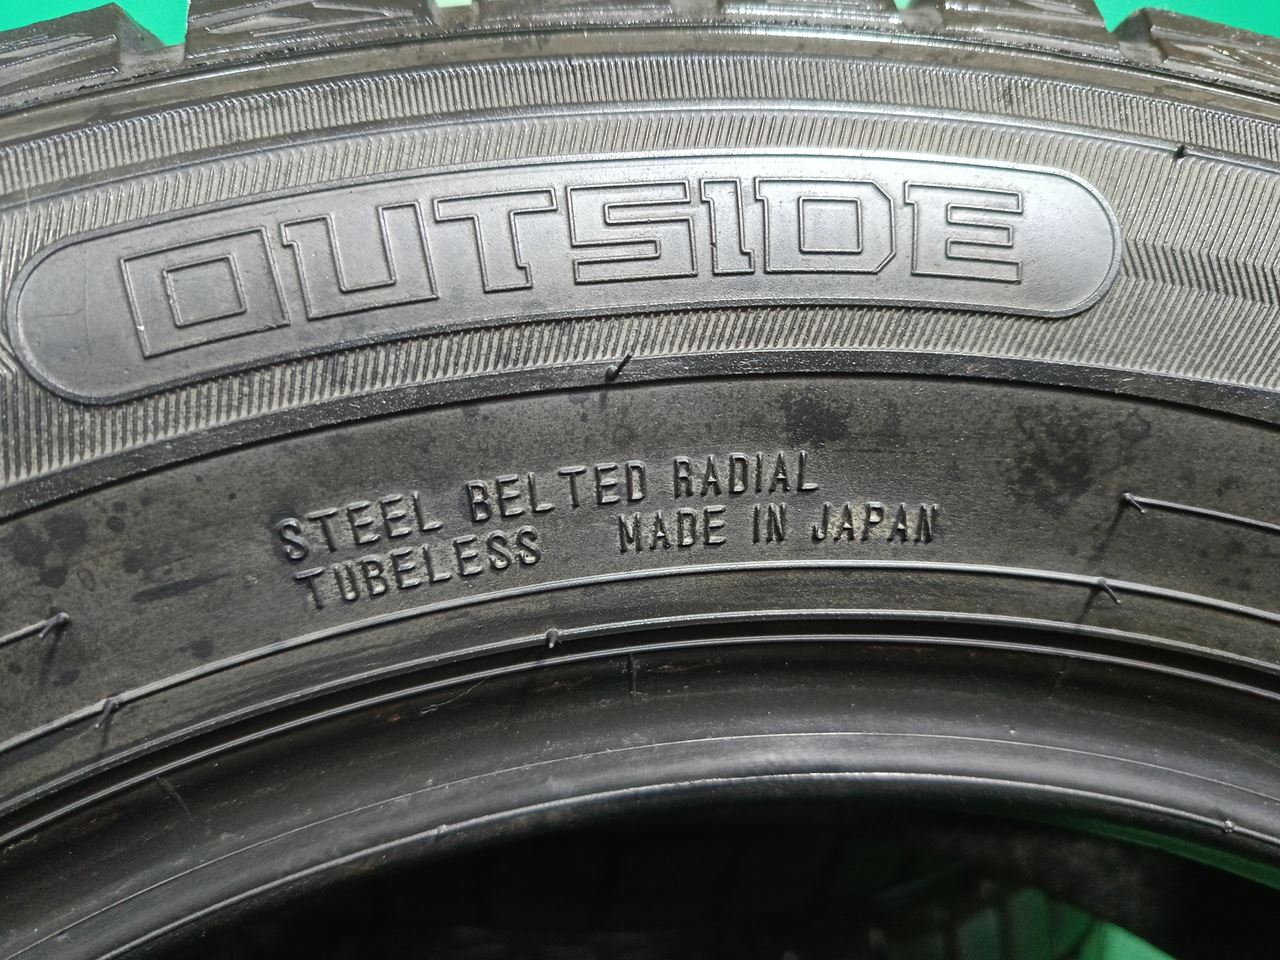 OUTSIDE
STEEL BELTED RADIAL
TUBELESS MADE IN JAPAN